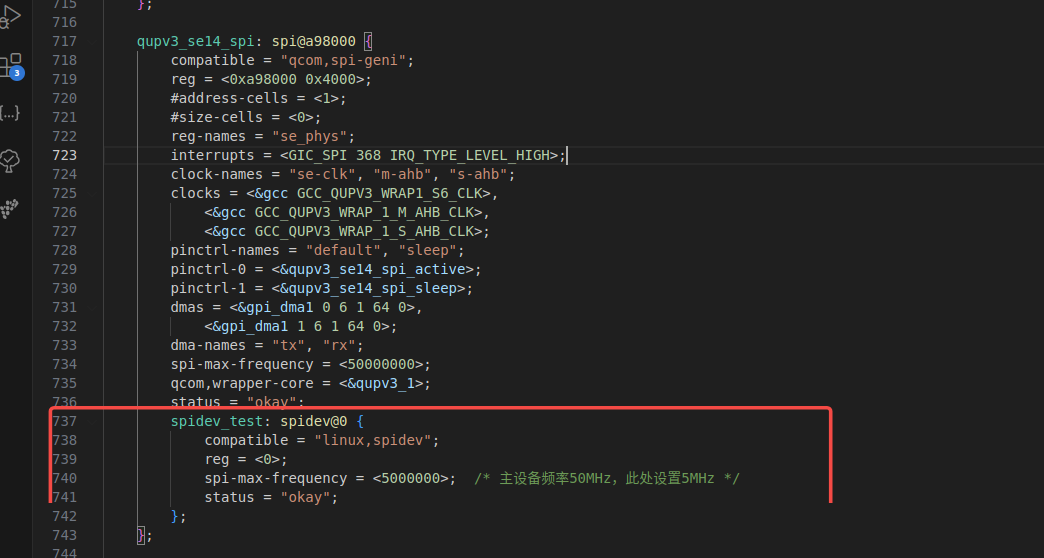 715 };
716
717 qupv3_se14_spi: spi@a98000 {
718 compatible = "qcom,spi-geni";
719 reg = <0xa98000 0x4000>;
720 #address-cells = <1>;
721 #size-cells = <0>;
722 reg-names = "se_phys";
723 interrupts = <GIC_SPI 368 IRQ_TYPE_LEVEL_HIGH>;
724 clock-names = "se-clk", "m-ahb", "s-ahb";
725 clocks = <&gcc GCC_QUPV3_WRAP1_S6_CLK>,
726 <&gcc GCC_QUPV3_WRAP_1_M_AHB_CLK>,
727 <&gcc GCC_QUPV3_WRAP_1_S_AHB_CLK>;
728 pinctrl-names = "default", "sleep";
729 pinctrl-0 = <&qupv3_se14_spi_active>;
730 pinctrl-1 = <&qupv3_se14_spi_sleep>;
731 dmas = <&gpi_dma1 0 6 1 64 0>,
732 <&gpi_dma1 1 6 1 64 0>;
733 dma-names = "tx", "rx";
734 spi-max-frequency = <50000000>;
735 qcom,wrapper-core = <&qupv3_1>;
736 status = "okay";
737 spidev_test: spidev@0 {
738 compatible = "linux,spidev";
739 reg = <0>;
740 spi-max-frequency = <5000000>; /* 主设备频率50MHz，此处设置5MHz */
741 status = "okay";
742 };
743 };
744
3